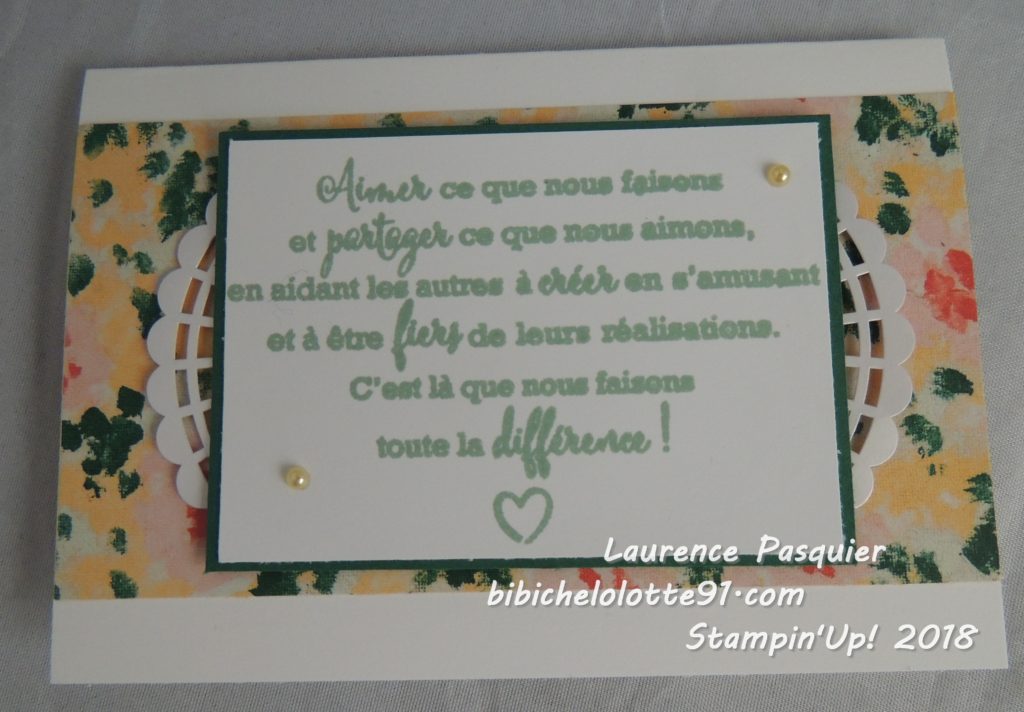 Aimer ce que nous faisons
et partager ce que nous aimons,
en aidant les autres à créer en s'amusant
et à être fiers de leurs réalisations.
C'est là que nous faisons
toute la différence !
Laurence Pasquier
bibichelolotte91.com
Stampin'Up! 2018